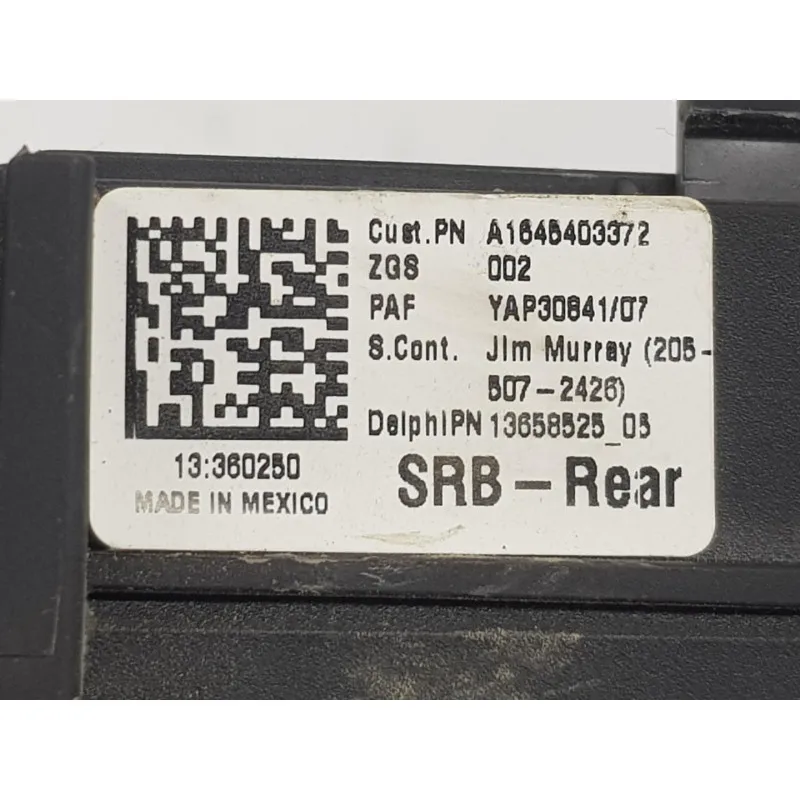 Cust.PN A1645403372
ZGS 002
PAF YAP30641/07
S.Cont. Jim Murray (205-
507-2426)
DelphiPN 13658525_05
13:360250
MADE IN MEXICO
SRB - Rear